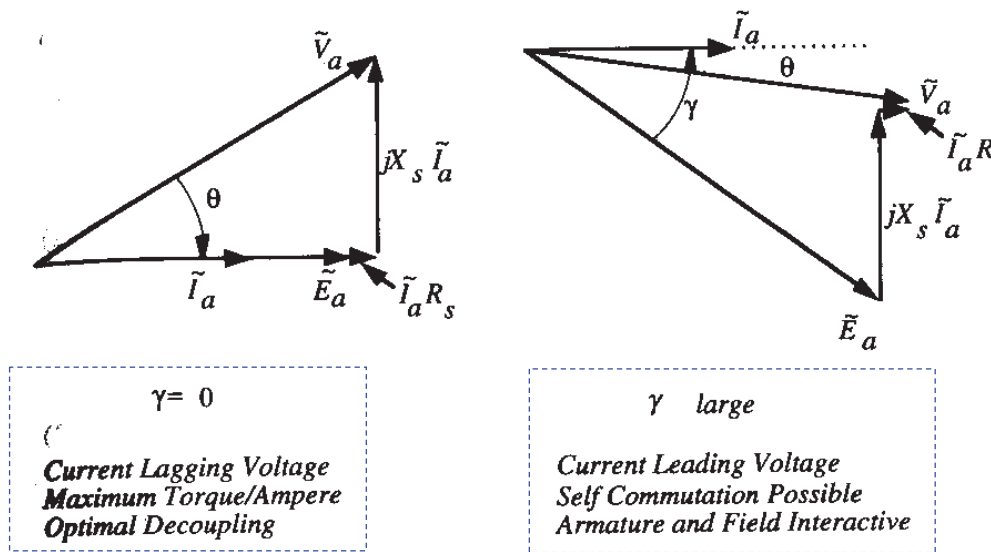 Ṽa
jXs Ĩa
θ
Ĩa
Ẽa
ĨaRs
γ= 0
Current Lagging Voltage
Maximum Torque/Ampere
Optimal Decoupling
Ĩa
θ
γ
Ṽa
ĨaR
jXs Ĩa
Ẽa
γ large
Current Leading Voltage
Self Commutation Possible
Armature and Field Interactive